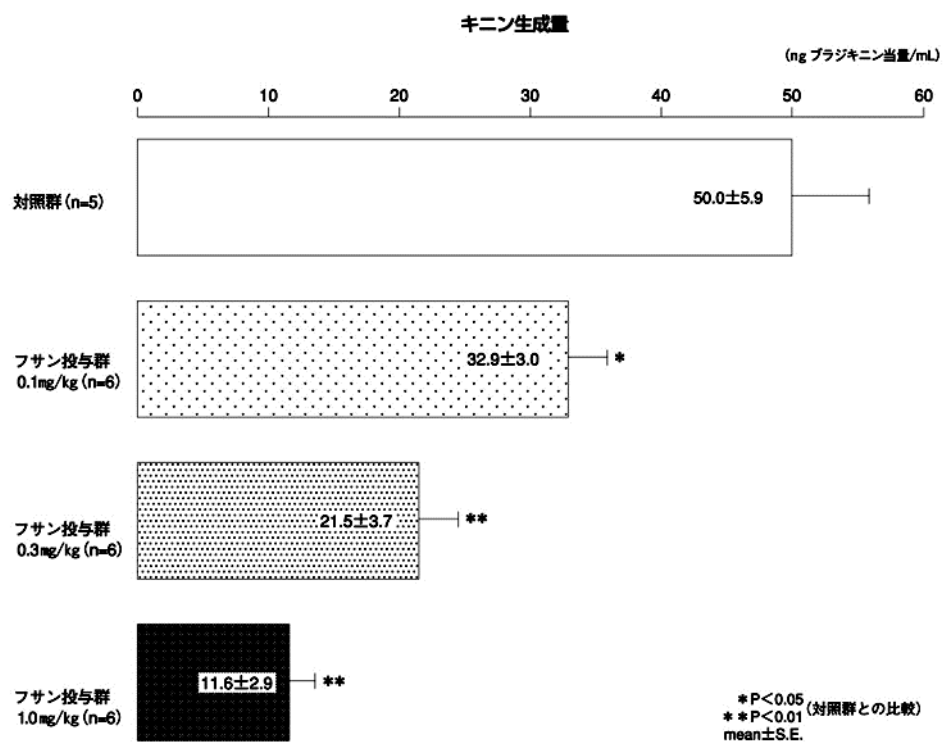 キニン生成量
(ng ブラジキニン当量/mL)
0 10 20 30 40 50 60
対照群(n=5)
50.0±5.9
フサン投与群
0.1mg/kg(n=6)
32.9±3.0
*
フサン投与群
0.3mg/kg(n=6)
21.5±3.7
**
フサン投与群
1.0mg/kg(n=6)
11.6±2.9
**
*P<0.05
(対照群との比較)
**P<0.01
mean±S.E.